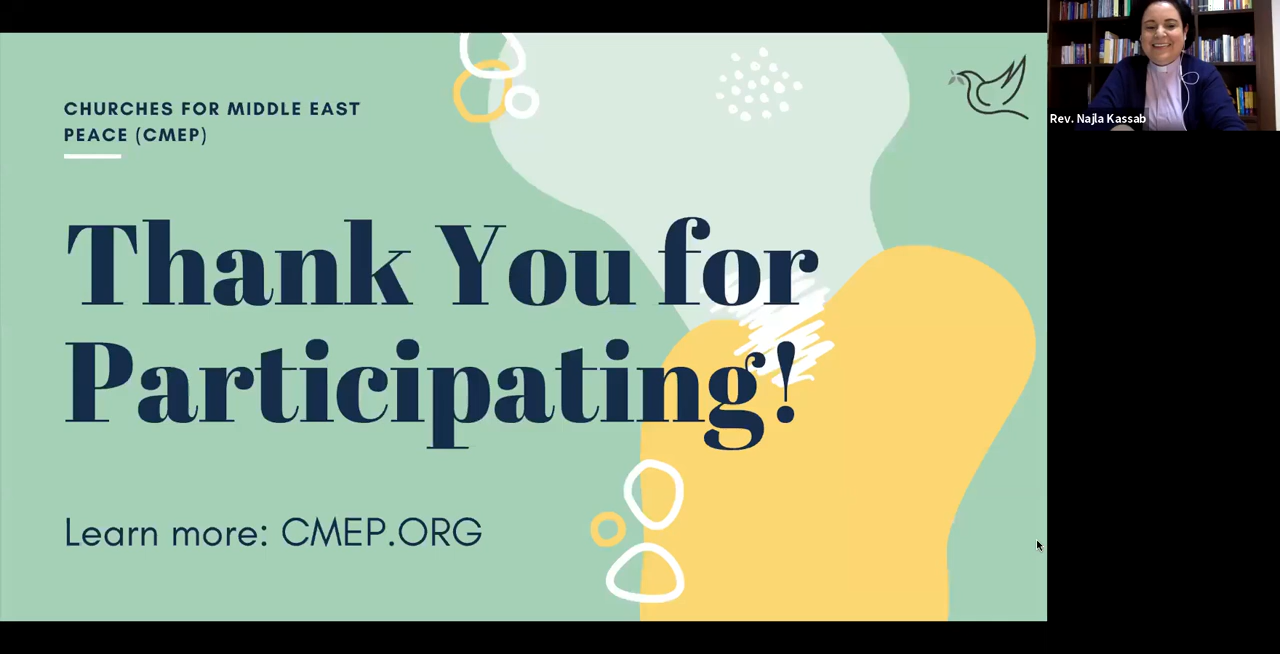 CHURCHES FOR MIDDLE EAST
PEACE (CMEP)
Thank You for
Participating!
Learn more: CMEP.ORG
Rev. Najla Kassab